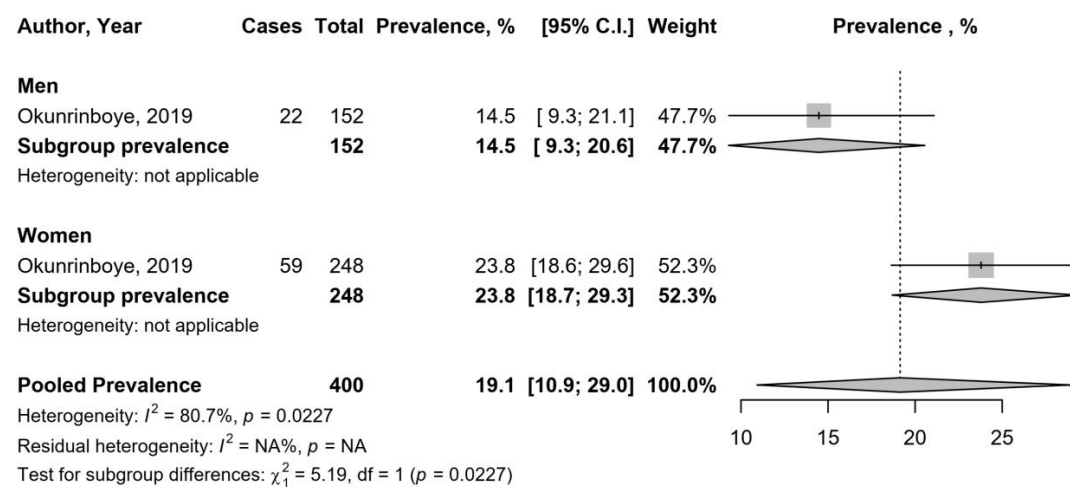 Author, Year Cases Total Prevalence, % [95% C.I.] Weight Prevalence , %
Men
Okunrinboye, 2019 22 152 14.5 [ 9.3; 21.1] 47.7%
Subgroup prevalence 152 14.5 [ 9.3; 20.6] 47.7%
Heterogeneity: not applicable
Women
Okunrinboye, 2019 59 248 23.8 [18.6; 29.6] 52.3%
Subgroup prevalence 248 23.8 [18.7; 29.3] 52.3%
Heterogeneity: not applicable
Pooled Prevalence 400 19.1 [10.9; 29.0] 100.0%
Heterogeneity: I² = 80.7%, p = 0.0227
10 15 20 25
Residual heterogeneity: I² = NA%, p = NA
Test for subgroup differences: χ₁² = 5.19, df = 1 (p = 0.0227)